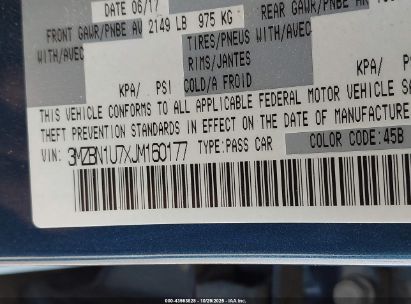 DATE 06/17
FRONT GAWR/PNBE AV 2149 LB 975 KG
REAR GAWR/PNBE
WITH/AVEC
TIRES/PNEUS WITH/AVEC
RIMS/JANTES
KPA/ PSI COLD/A FROID KPA/
THIS VEHICLE CONFORMS TO ALL APPLICABLE FEDERAL MOTOR VEHICLE
THEFT PREVENTION STANDARDS IN EFFECT ON THE DATE OF MANUFACTURE
VIN: 3MZBN1U7XJM160177 TYPE:PASS CAR COLOR CODE:45B